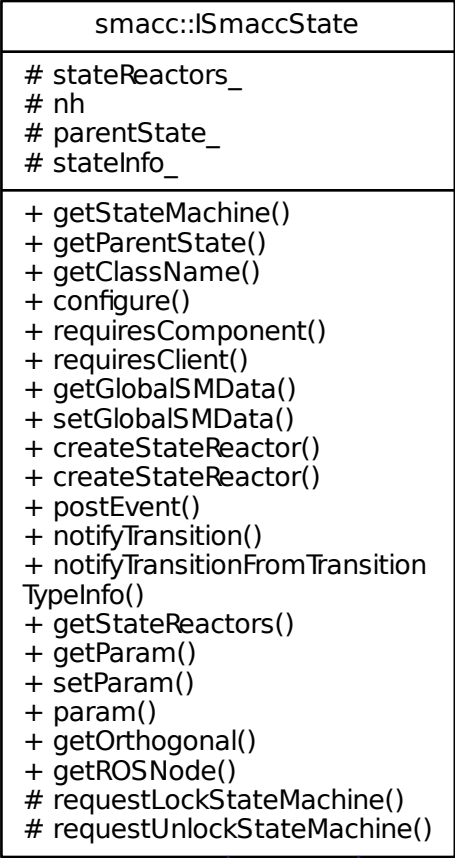 smacc::ISmaccState
# stateReactors_
# nh
# parentState_
# stateInfo_
+ getStateMachine()
+ getParentState()
+ getClassName()
+ configure()
+ requiresComponent()
+ requiresClient()
+ getGlobalSMData()
+ setGlobalSMData()
+ createStateReactor()
+ createStateReactor()
+ postEvent()
+ notifyTransition()
+ notifyTransitionFromTransition
TypeInfo()
+ getStateReactors()
+ getParam()
+ setParam()
+ param()
+ getOrthogonal()
+ getROSNode()
# requestLockStateMachine()
# requestUnlockStateMachine()